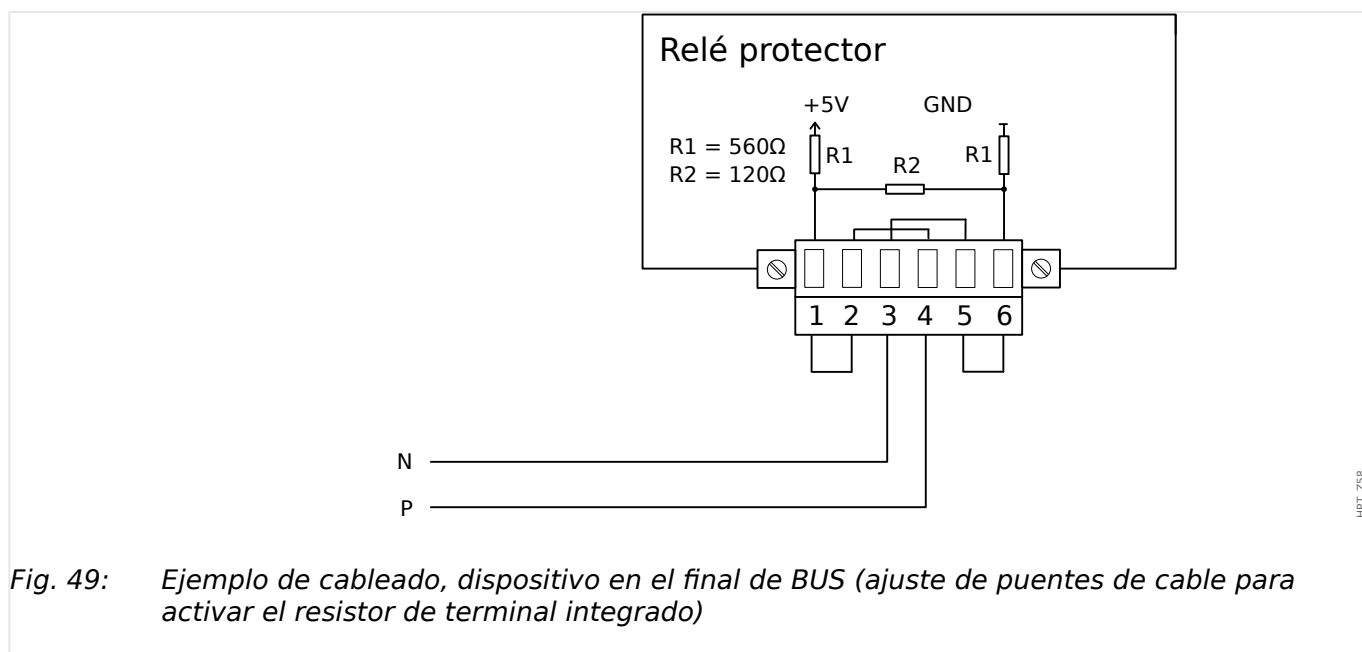 Relé protector
+5V
GND
R1 = 560Ω
R2 = 120Ω
R1
R2
R1
1 2 3 4 5 6
N
P
HPT_Z58
Fig. 49: Ejemplo de cableado, dispositivo en el final de BUS (ajuste de puentes de cable para
activar el resistor de terminal integrado)